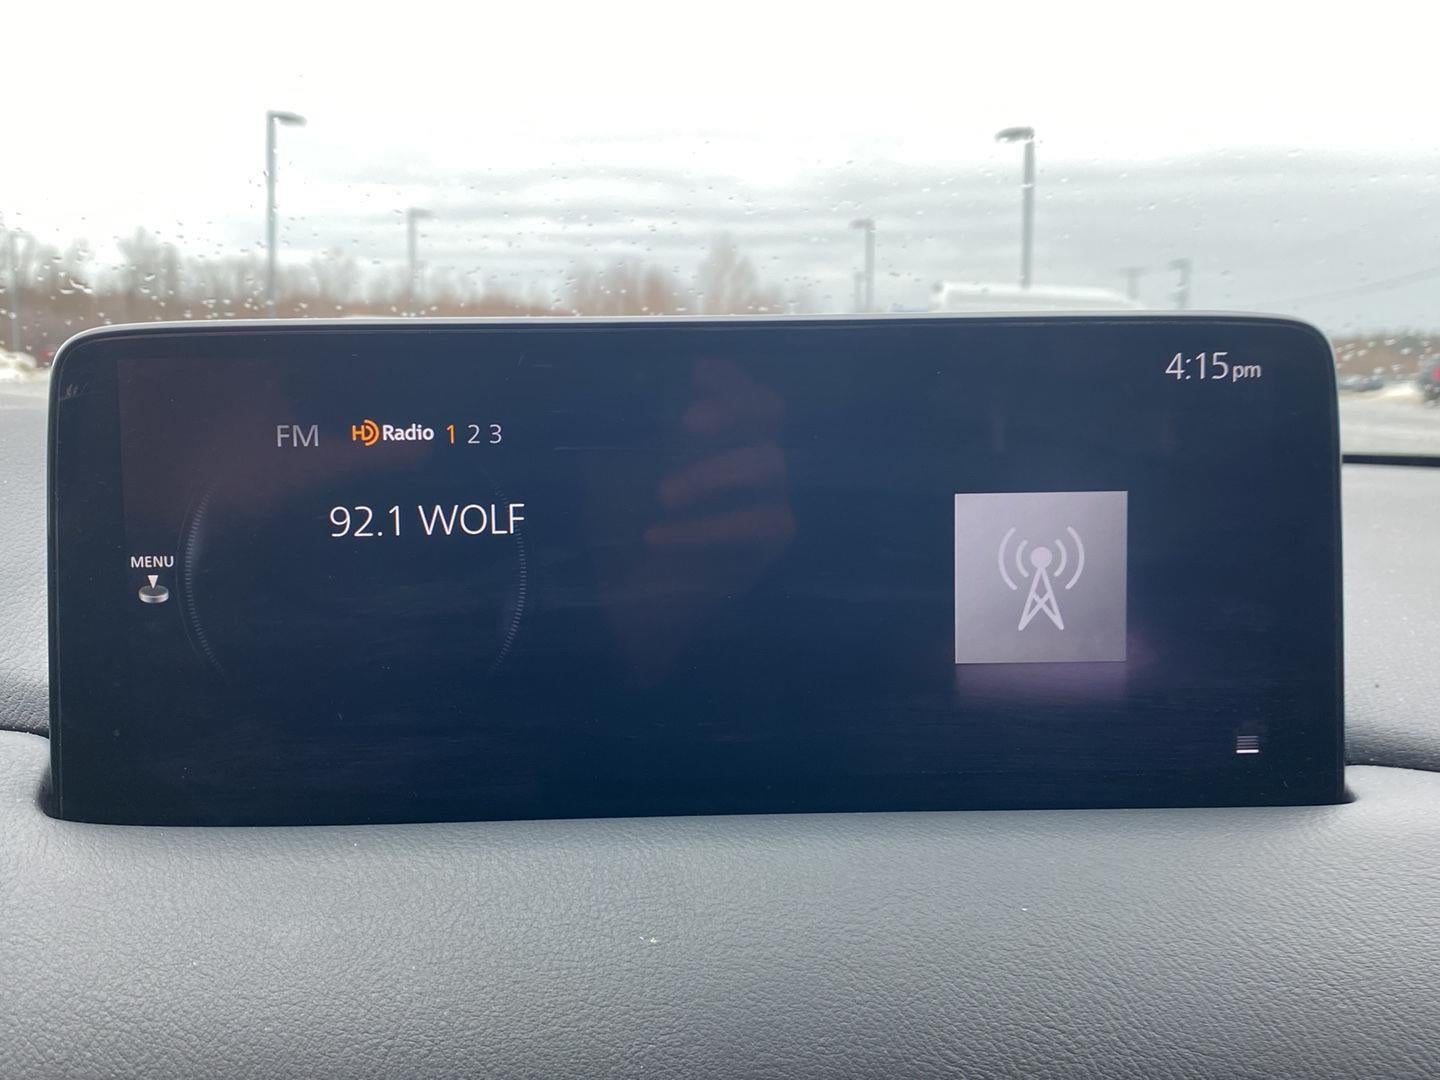 4:15pm
FM HD Radio 1 2 3
92.1 WOLF
MENU